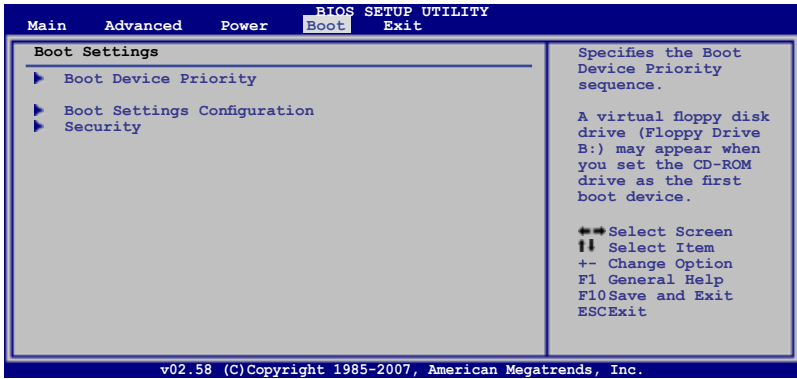 BIOS SETUP UTILITY
Main Advanced Power Boot Exit
Boot Settings
Boot Device Priority
Boot Settings Configuration
Security
Specifies the Boot
Device Priority
sequence.
A virtual floppy disk
drive (Floppy Drive
B:) may appear when
you set the CD-ROM
drive as the first
boot device.
←→Select Screen
↑↓ Select Item
+- Change Option
F1 General Help
F10Save and Exit
ESCExit
v02.58 (C)Copyright 1985-2007, American Megatrends, Inc.